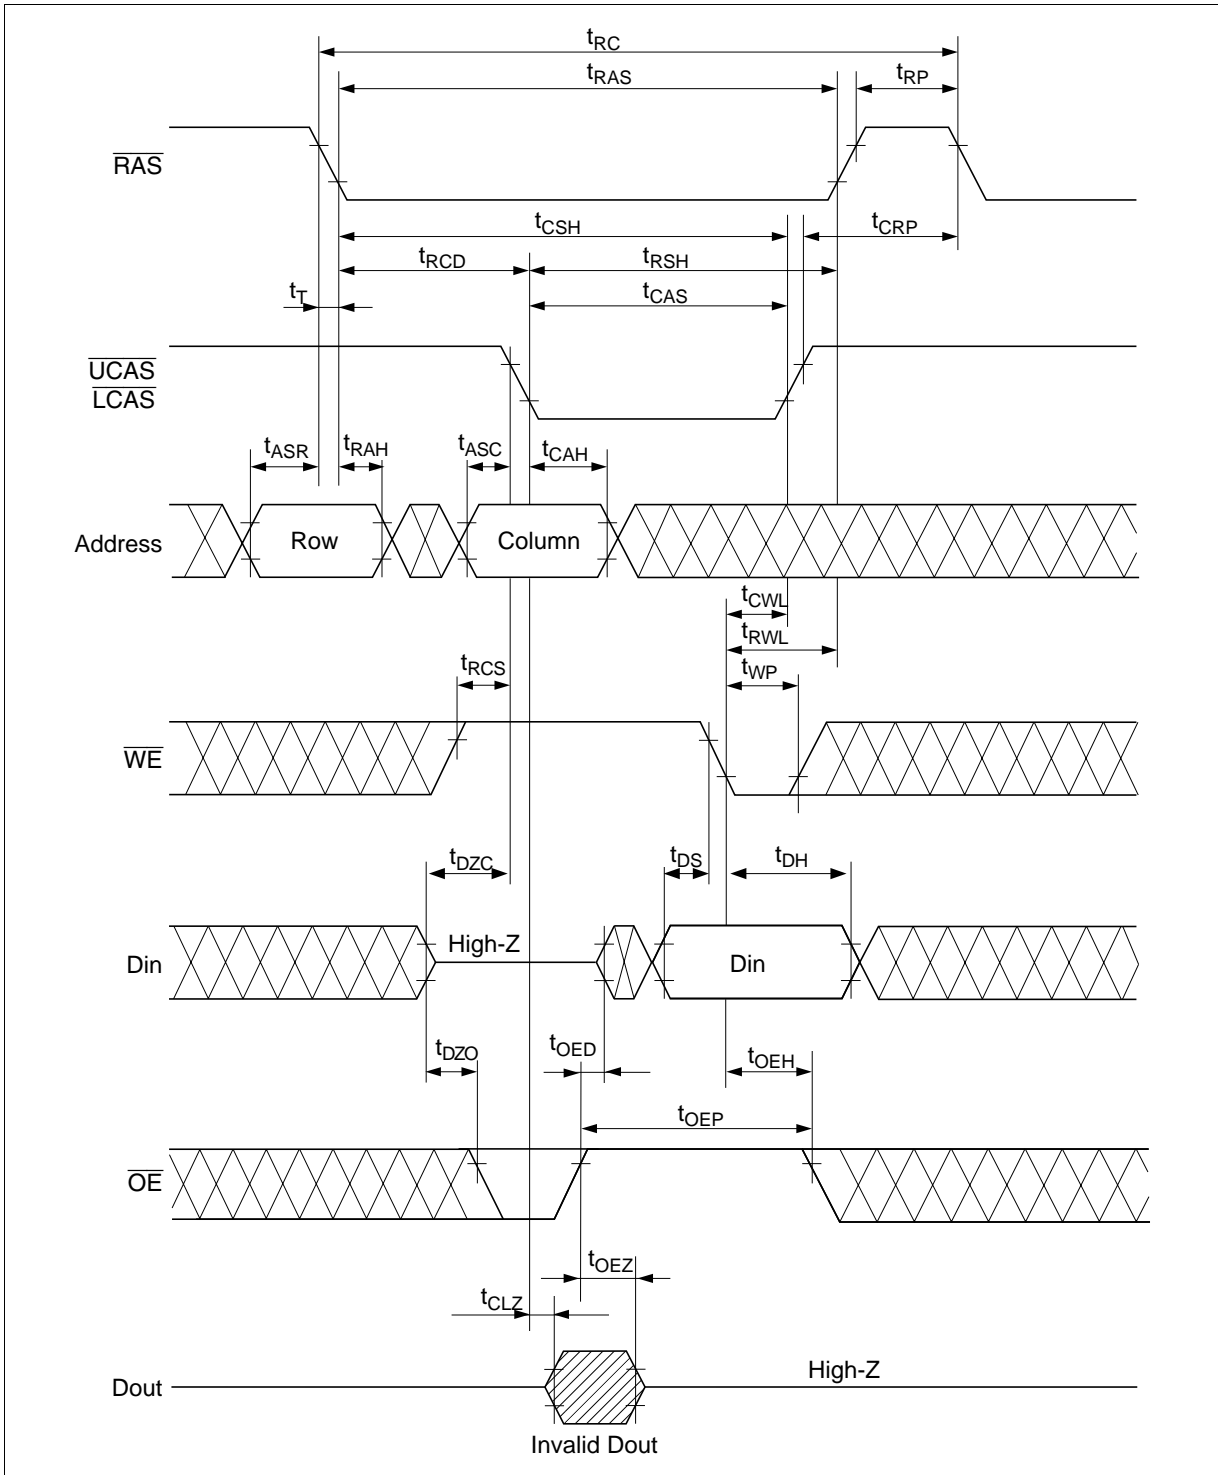 tRC
tRAS
tRP
RAS
tCSH
tCRP
tRCD
tRSH
tT
tCAS
UCAS
LCAS
tASR
tRAH
tASC
tCAH
Address
Row
Column
tCWL
tRWL
tRCS
tWP
WE
tDZC
tDS
tDH
High-Z
Din
Din
tDZO
tOED
tOEH
tOEP
OE
tOEZ
tCLZ
High-Z
Dout
Invalid Dout